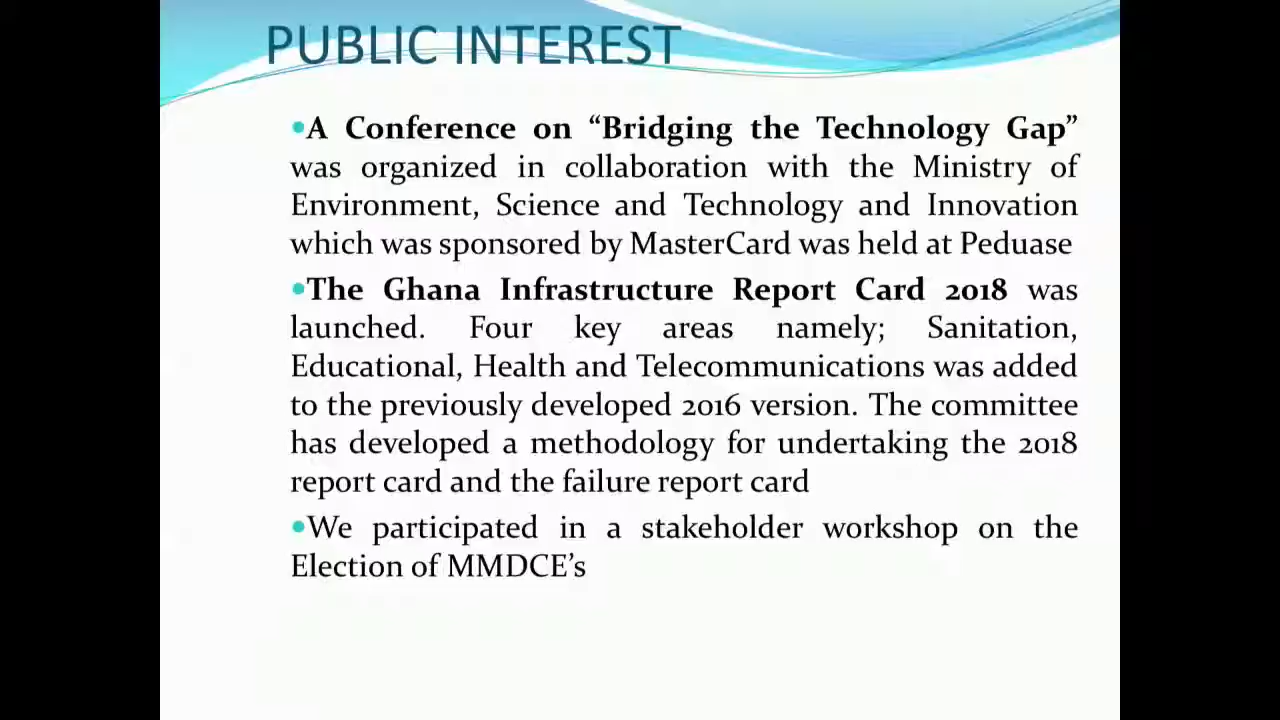 PUBLIC INTEREST
•A Conference on “Bridging the Technology Gap”
was organized in collaboration with the Ministry of
Environment, Science and Technology and Innovation
which was sponsored by MasterCard was held at Peduase
•The Ghana Infrastructure Report Card 2018 was
launched. Four key areas namely; Sanitation,
Educational, Health and Telecommunications was added
to the previously developed 2016 version. The committee
has developed a methodology for undertaking the 2018
report card and the failure report card
•We participated in a stakeholder workshop on the
Election of MMDCE’s